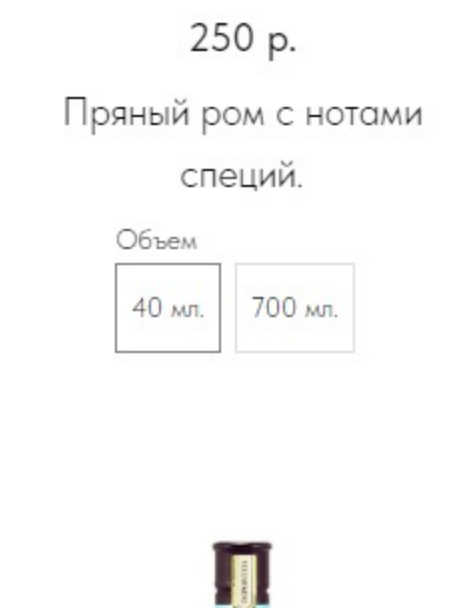 250 р.
Пряный ром с нотами
специй.
Объем
40 мл.
700 мл.